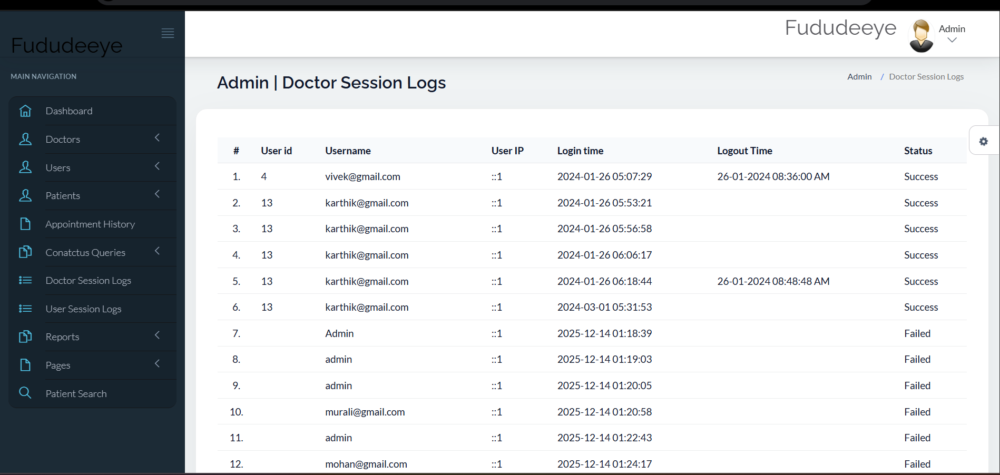 Fududeeye
Fududeeye
Admin
MAIN NAVIGATION
Dashboard
Doctors
Users
Patients
Appointment History
Conatctus Queries
Doctor Session Logs
User Session Logs
Reports
Pages
Patient Search
Admin | Doctor Session Logs
Admin / Doctor Session Logs
# User id Username User IP Login time Logout Time Status
1. 4 vivek@gmail.com ::1 2024-01-26 05:07:29 26-01-2024 08:36:00 AM Success
2. 13 karthik@gmail.com ::1 2024-01-26 05:53:21 Success
3. 13 karthik@gmail.com ::1 2024-01-26 05:56:58 Success
4. 13 karthik@gmail.com ::1 2024-01-26 06:06:17 Success
5. 13 karthik@gmail.com ::1 2024-01-26 06:18:44 26-01-2024 08:48:48 AM Success
6. 13 karthik@gmail.com ::1 2024-03-01 05:31:53 Success
7. Admin ::1 2025-12-14 01:18:39 Failed
8. admin ::1 2025-12-14 01:19:03 Failed
9. admin ::1 2025-12-14 01:20:05 Failed
10. murali@gmail.com ::1 2025-12-14 01:20:58 Failed
11. admin ::1 2025-12-14 01:22:43 Failed
12. mohan@gmail.com ::1 2025-12-14 01:24:17 Failed